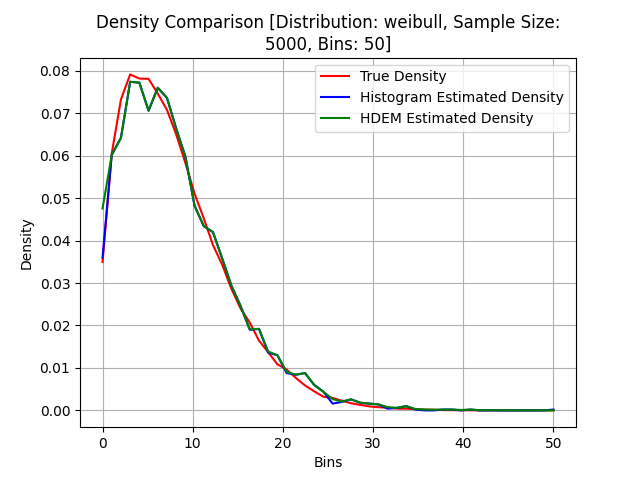 Density Comparison [Distribution: weibull, Sample Size:
5000, Bins: 50]
True Density
Histogram Estimated Density
HDEM Estimated Density
Density
0.08
0.07
0.06
0.05
0.04
0.03
0.02
0.01
0.00
0 10 20 30 40 50
Bins